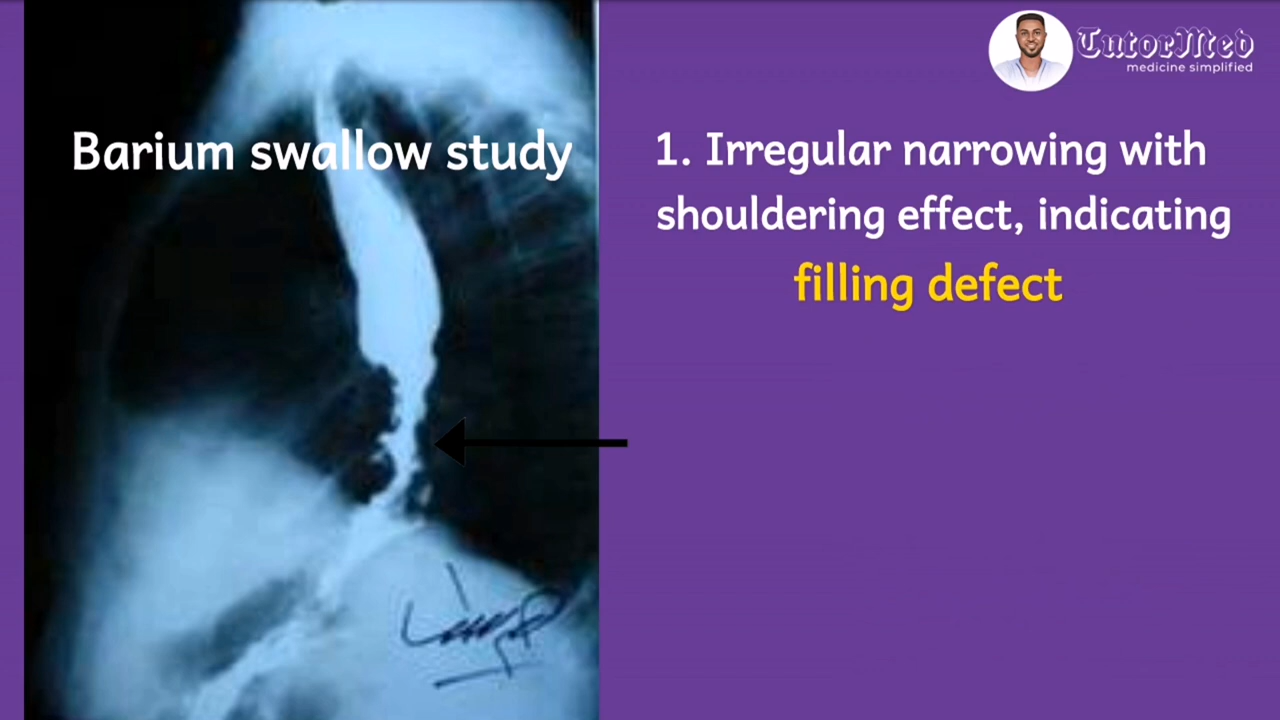 TutorMed
medicine simplified
Barium swallow study
1. Irregular narrowing with
shouldering effect, indicating
filling defect